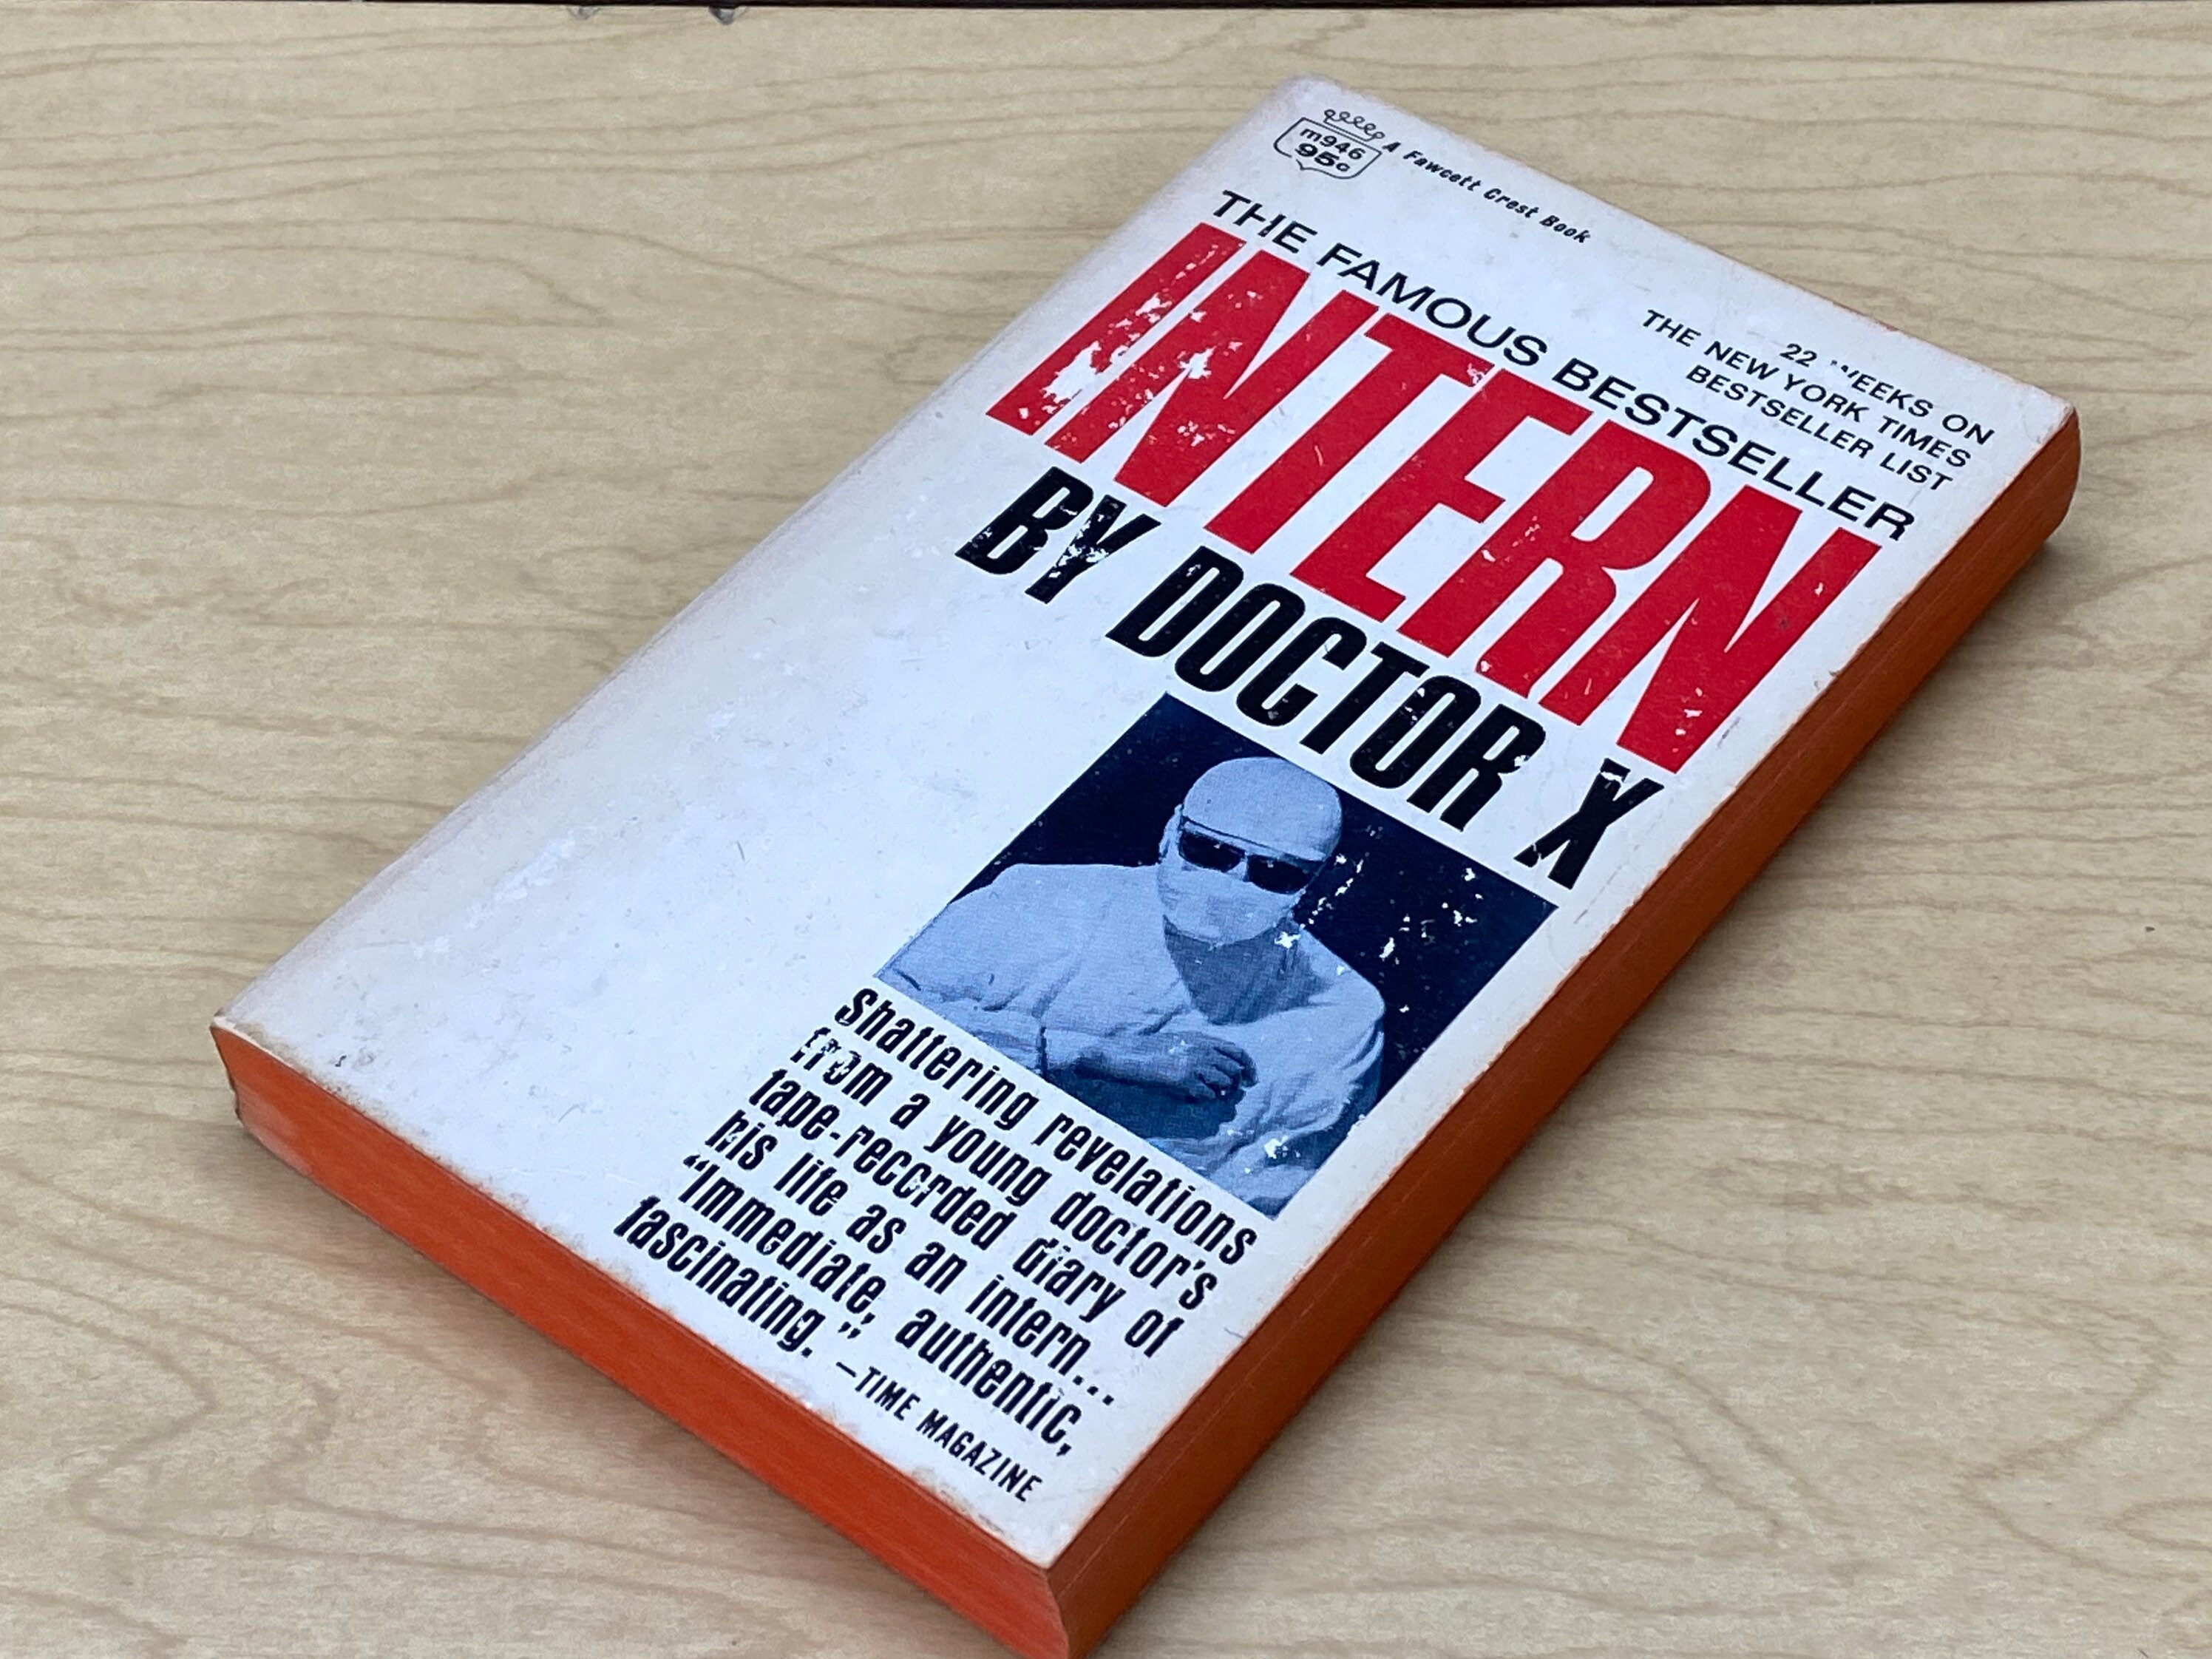 m946
95¢
A Fawcett Crest Book
22 WEEKS ON
THE NEW YORK TIMES
BESTSELLER LIST
THE FAMOUS BESTSELLER
INTERN
BY DOCTOR X
Shattering revelations
from a young doctor's
tape-recorded diary of
his life as an intern...
“Immediate, authentic,
fascinating.” —TIME MAGAZINE